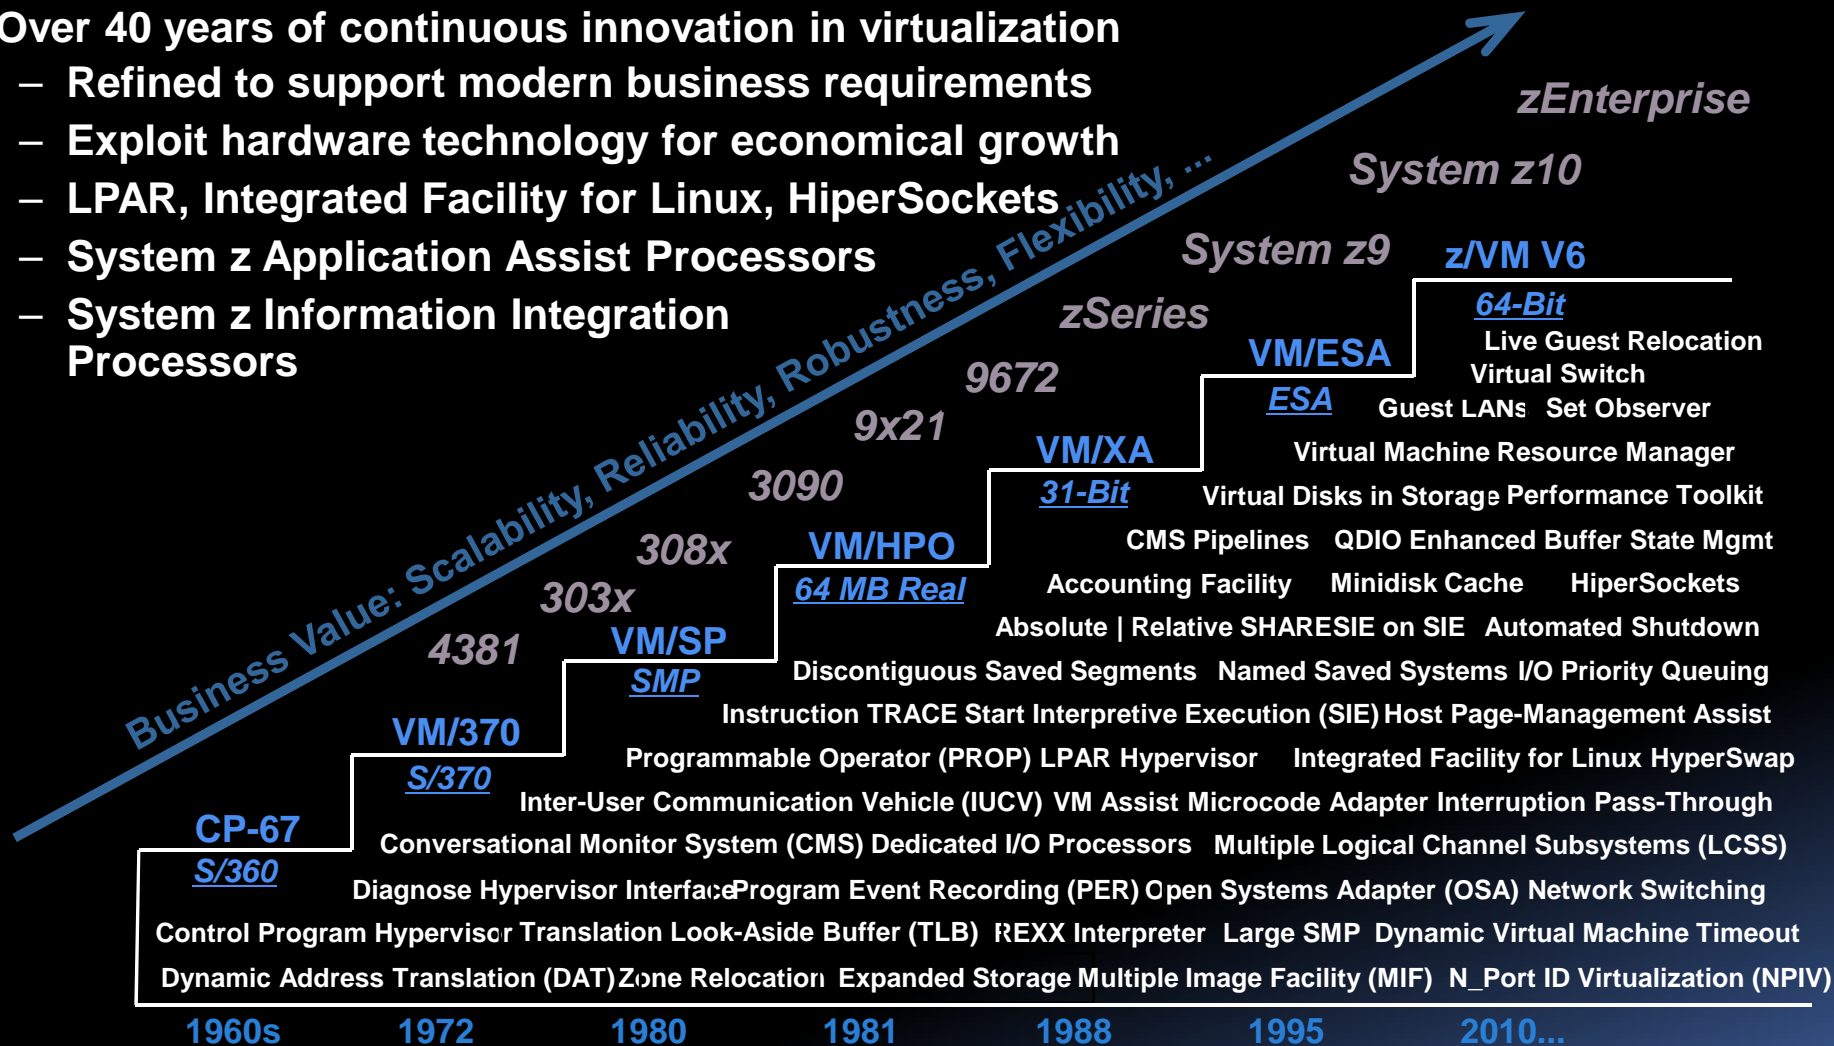 Over 40 years of continuous innovation in virtualization
– Refined to support modern business requirements
– Exploit hardware technology for economical growth
– LPAR, Integrated Facility for Linux, HiperSockets
– System z Application Assist Processors
– System z Information Integration
Processors
Business Value: Scalability, Reliability, Robustness, Flexibility, ...
zEnterprise
System z10
System z9
zSeries
9672
9x21
3090
308x
303x
4381
z/VM V6
64-Bit
VM/ESA
ESA
VM/XA
31-Bit
VM/HPO
64 MB Real
VM/SP
SMP
VM/370
S/370
CP-67
S/360
Live Guest Relocation
Virtual Switch
Guest LANs Set Observer
Virtual Machine Resource Manager
Virtual Disks in Storage Performance Toolkit
CMS Pipelines QDIO Enhanced Buffer State Mgmt
Accounting Facility Minidisk Cache HiperSockets
Absolute | Relative SHARESIE on SIE Automated Shutdown
Discontiguous Saved Segments Named Saved Systems I/O Priority Queuing
Instruction TRACE Start Interpretive Execution (SIE) Host Page-Management Assist
Programmable Operator (PROP) LPAR Hypervisor Integrated Facility for Linux HyperSwap
Inter-User Communication Vehicle (IUCV) VM Assist Microcode Adapter Interruption Pass-Through
Conversational Monitor System (CMS) Dedicated I/O Processors Multiple Logical Channel Subsystems (LCSS)
Diagnose Hypervisor Interface Program Event Recording (PER) Open Systems Adapter (OSA) Network Switching
Control Program Hypervisor Translation Look-Aside Buffer (TLB) REXX Interpreter Large SMP Dynamic Virtual Machine Timeout
Dynamic Address Translation (DAT) Zone Relocation Expanded Storage Multiple Image Facility (MIF) N_Port ID Virtualization (NPIV)
1960s 1972 1980 1981 1988 1995 2010...